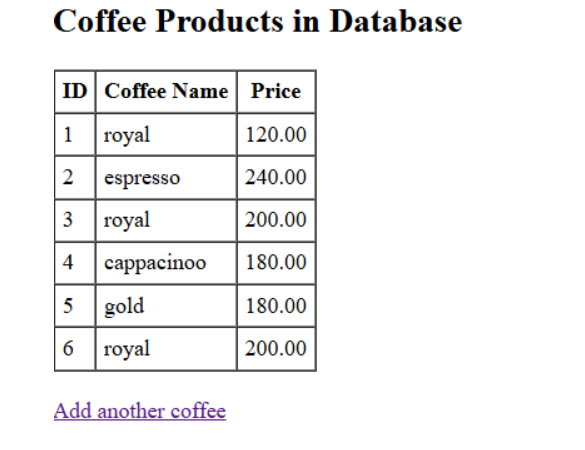 Coffee Products in Database
ID Coffee Name Price
1 royal 120.00
2 espresso 240.00
3 royal 200.00
4 cappacinoo 180.00
5 gold 180.00
6 royal 200.00
Add another coffee